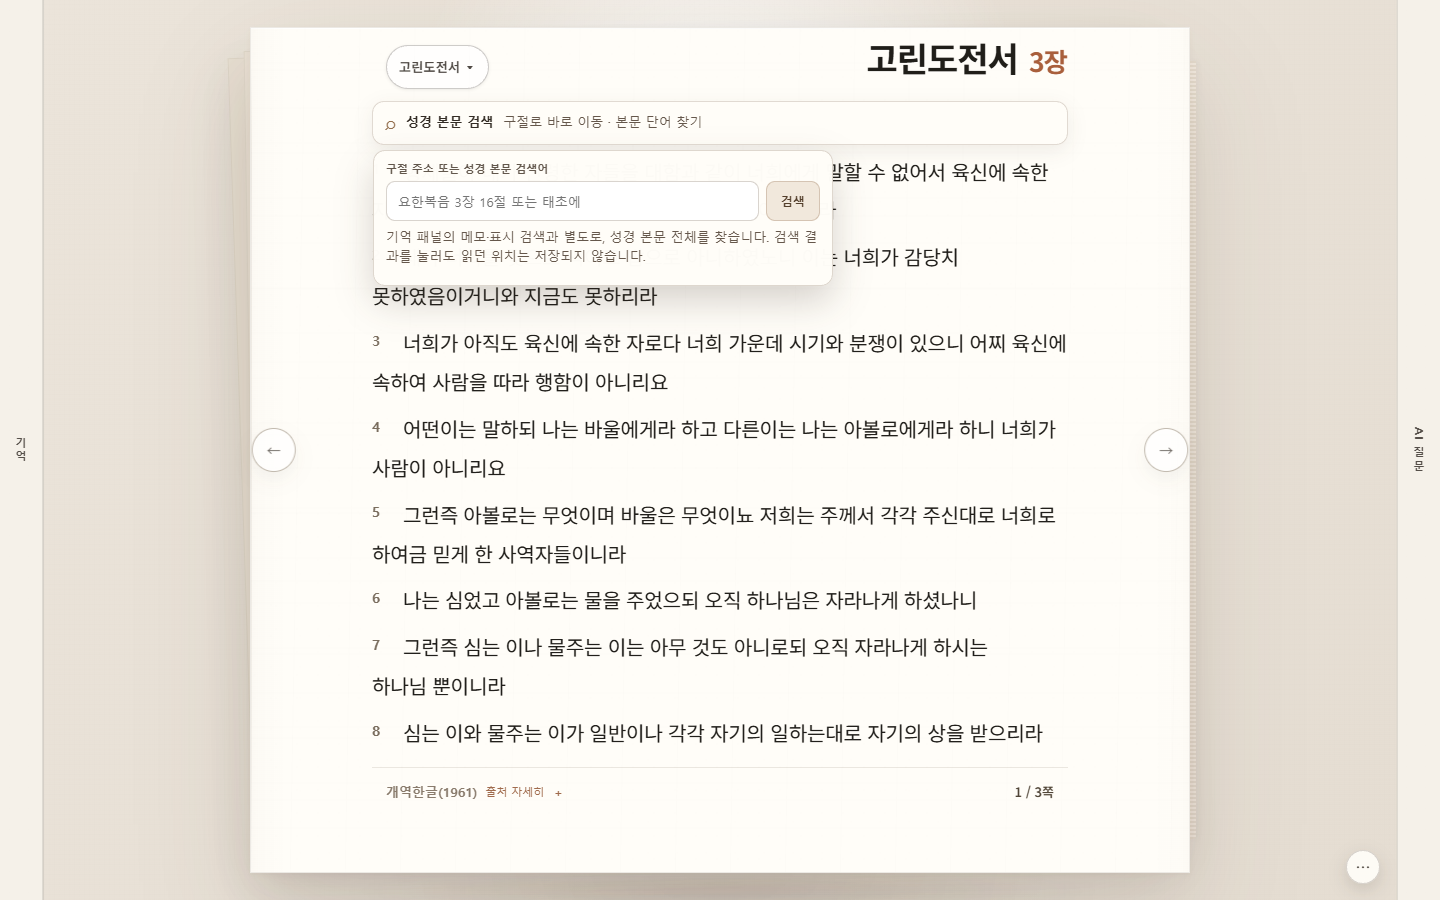 고린도전서
고린도전서 3장
성경 본문 검색 구절로 바로 이동 · 본문 단어 찾기
구절 주소 또는 성경 본문 검색어
요한복음 3장 16절 또는 태초에
검색
기억 패널의 메모·표시 검색과 별도로, 성경 본문 전체를 찾습니다. 검색 결
과를 눌러도 읽던 위치는 저장되지 않습니다.
말할 수 없어서 육신에 속한
너희가 감당치
못하였음이거니와 지금도 못하리라
3 너희가 아직도 육신에 속한 자로다 너희 가운데 시기와 분쟁이 있으니 어찌 육신에
속하여 사람을 따라 행함이 아니리요
4 어떤이는 말하되 나는 바울에게라 하고 다른이는 나는 아볼로에게라 하니 너희가
사람이 아니리요
5 그런즉 아볼로는 무엇이며 바울은 무엇이뇨 저희는 주께서 각각 주신대로 너희로
하여금 믿게 한 사역자들이니라
6 나는 심었고 아볼로는 물을 주었으되 오직 하나님은 자라나게 하셨나니
7 그런즉 심는 이나 물주는 이는 아무 것도 아니로되 오직 자라나게 하시는
하나님 뿐이니라
8 심는 이와 물주는 이가 일반이나 각각 자기의 일하는대로 자기의 상을 받으리라
개역한글(1961) 출처 자세히 +
1 / 3쪽
기억
AI 질문